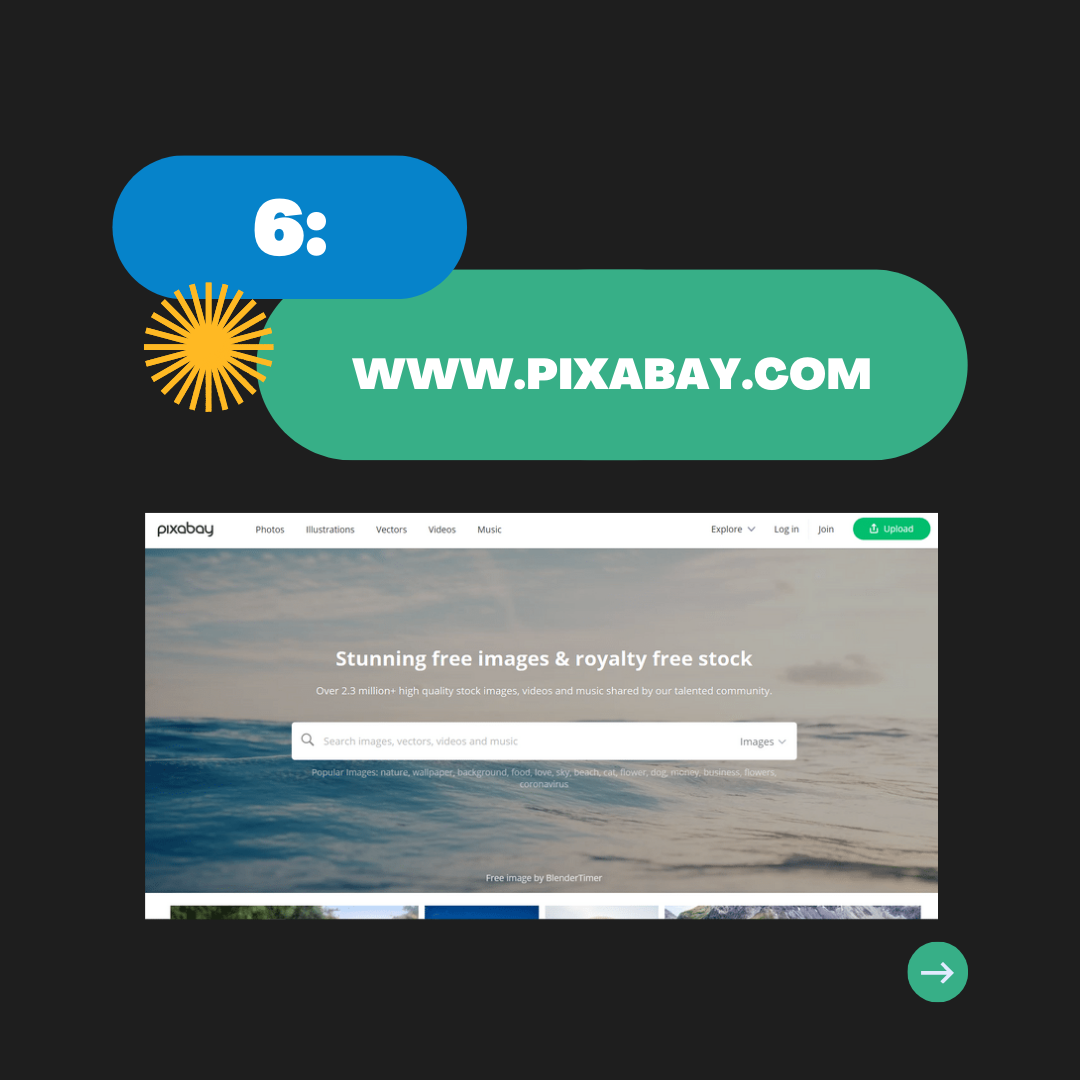 6:
WWW.PIXABAY.COM
pixabay Photos Illustrations Vectors Videos Music Explore Log in Join Upload
Stunning free images & royalty free stock
Over 2.3 million+ high quality stock images, videos and music shared by our talented community.
Search images, vectors, videos and music Images
Popular Images: nature, wallpaper, background, food, love, sky, beach, cat, flower, dog, money, business, flowers,
coronavirus
Free image by BlenderTimer